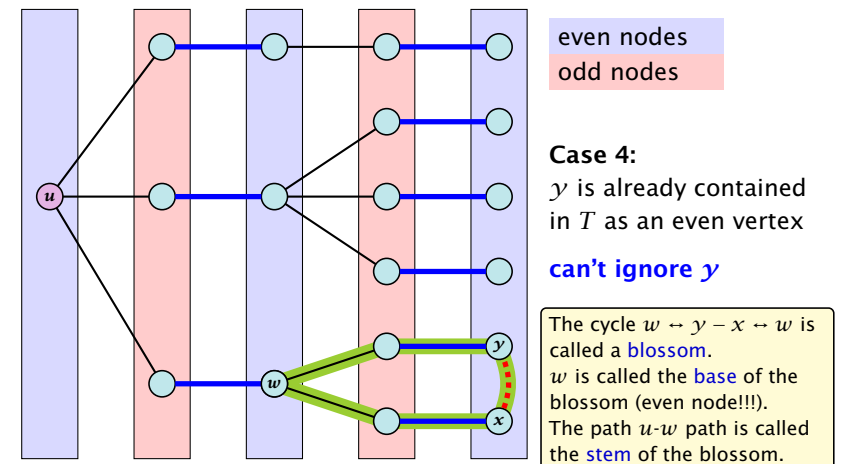 even nodes
odd nodes
Case 4:
y is already contained
in T as an even vertex
can't ignore y
The cycle w ↔ y – x ↔ w is
called a blossom.
w is called the base of the
blossom (even node!!!).
The path u-w path is called
the stem of the blossom.
u
w
y
x